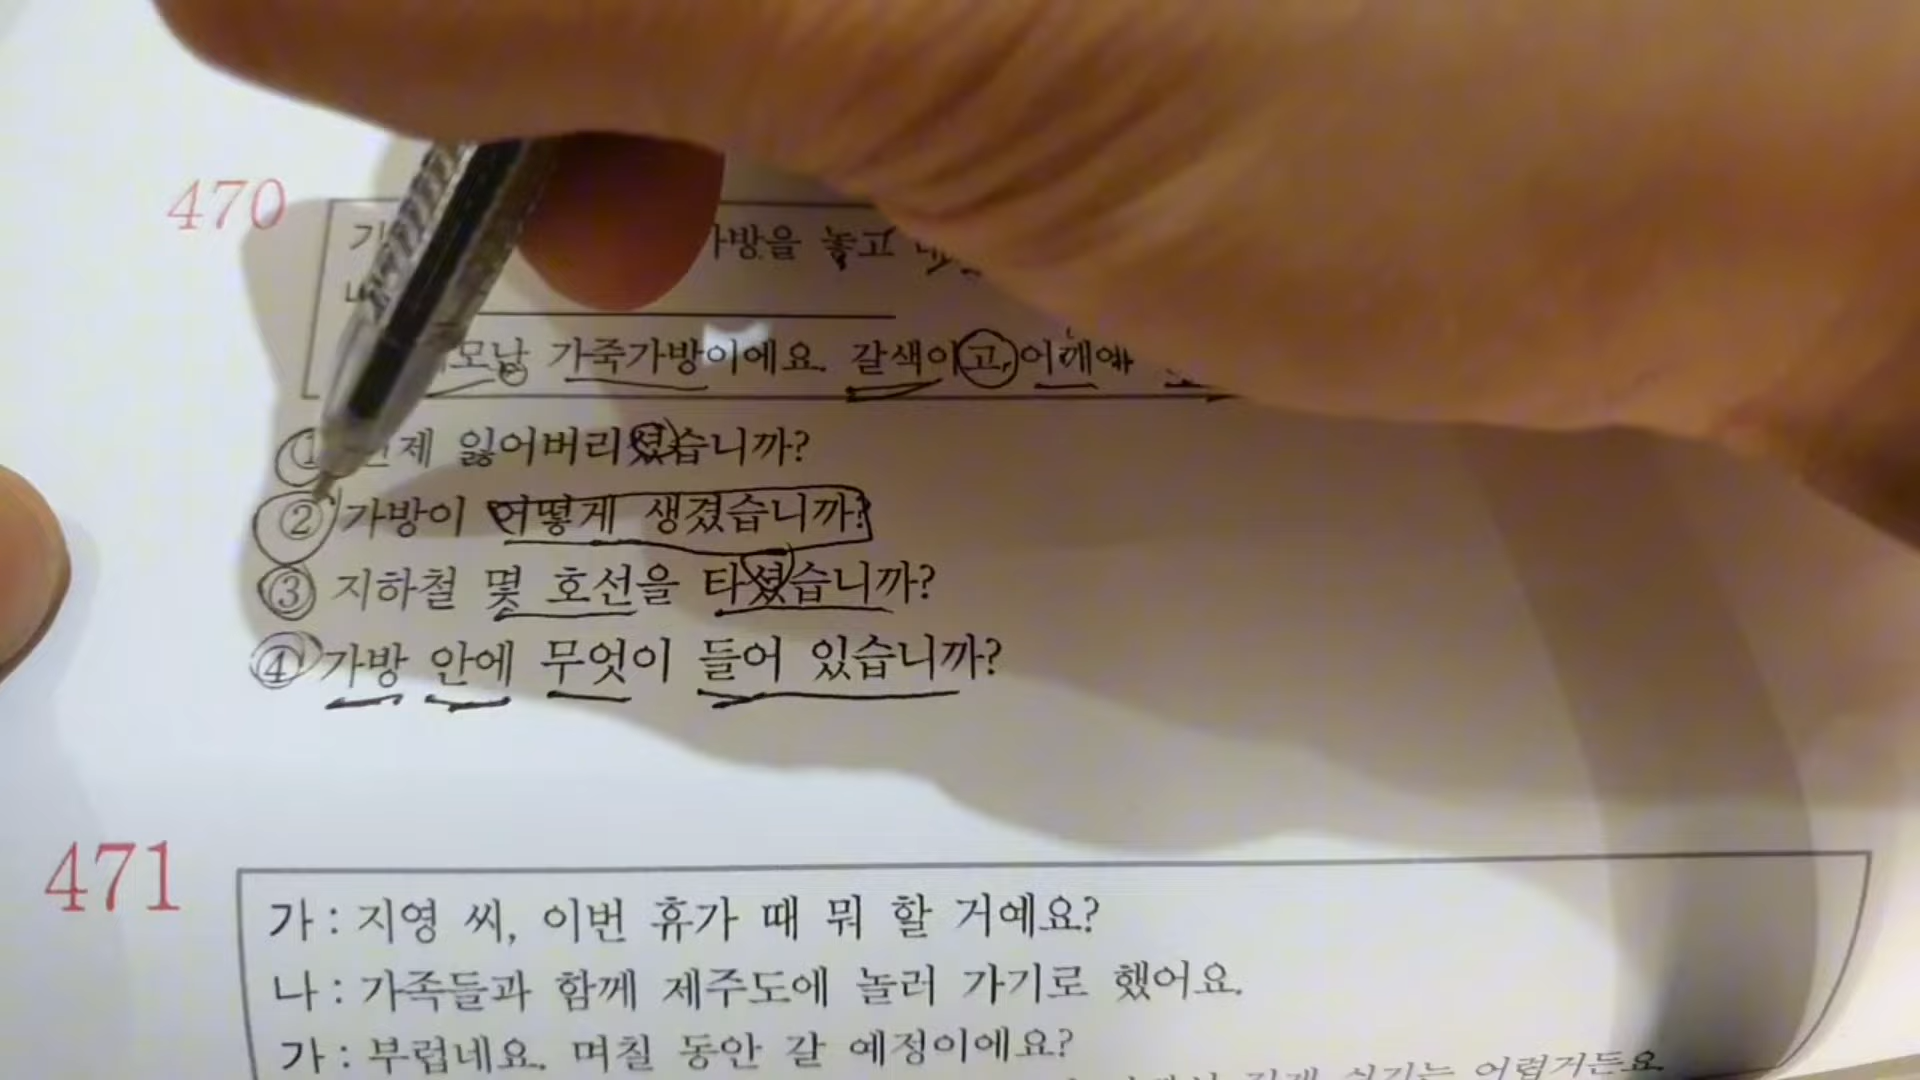 470
가방을 놓고
모난 가죽가방이에요. 갈색이고, 어깨에
① 언제 잃어버리셨습니까?
② 가방이 어떻게 생겼습니까?
③ 지하철 몇 호선을 타셨습니까?
④ 가방 안에 무엇이 들어 있습니까?
471
가 : 지영 씨, 이번 휴가 때 뭐 할 거예요?
나 : 가족들과 함께 제주도에 놀러 가기로 했어요.
가 : 부럽네요. 며칠 동안 갈 예정이에요?
어렵거든요